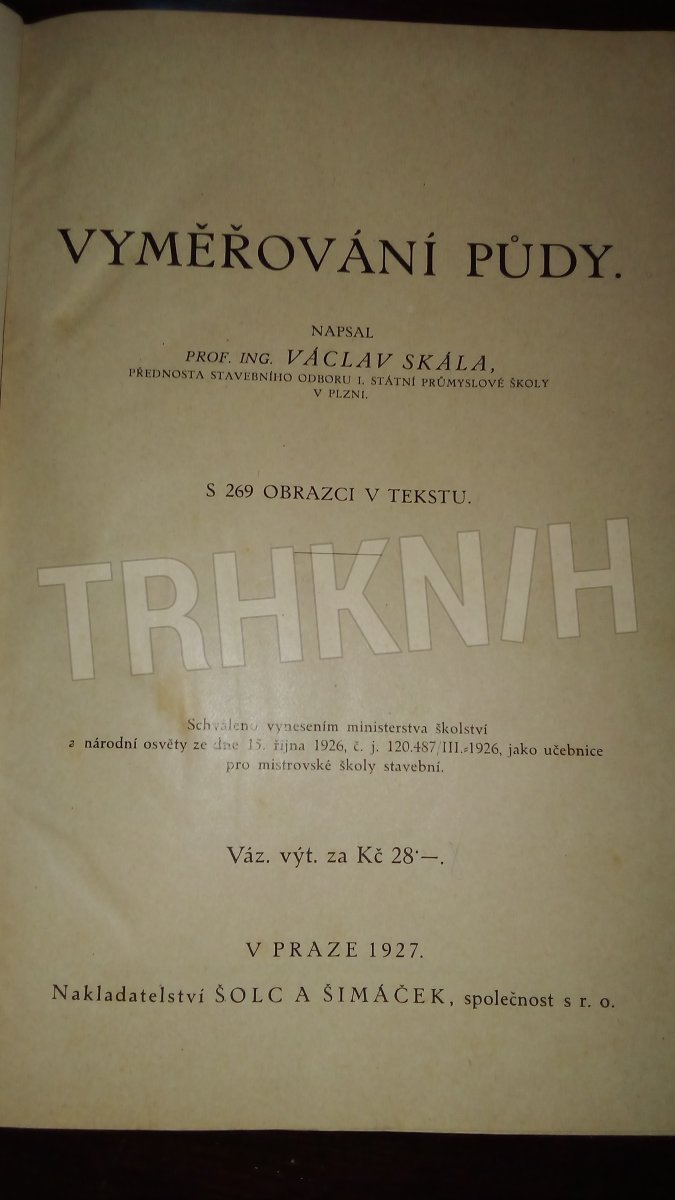 VYMĚŘOVÁNÍ PŮDY.
NAPSAL
PROF. ING. VÁCLAV SKÁLA,
PŘEDNOSTA STAVEBNÍHO ODBORU I. STÁTNÍ PRŮMYSLOVÉ ŠKOLY
V PLZNI.
S 269 OBRAZCI V TEKSTU.
TRHKNIH
Schváleno vynesením ministerstva školství
a národní osvěty ze dne 15. října 1926, č. j. 120.487/III.-1926, jako učebnice
pro mistrovské školy stavební.
Váz. výt. za Kč 28·—.
V PRAZE 1927.
Nakladatelství ŠOLC A ŠIMÁČEK, společnost s r. o.